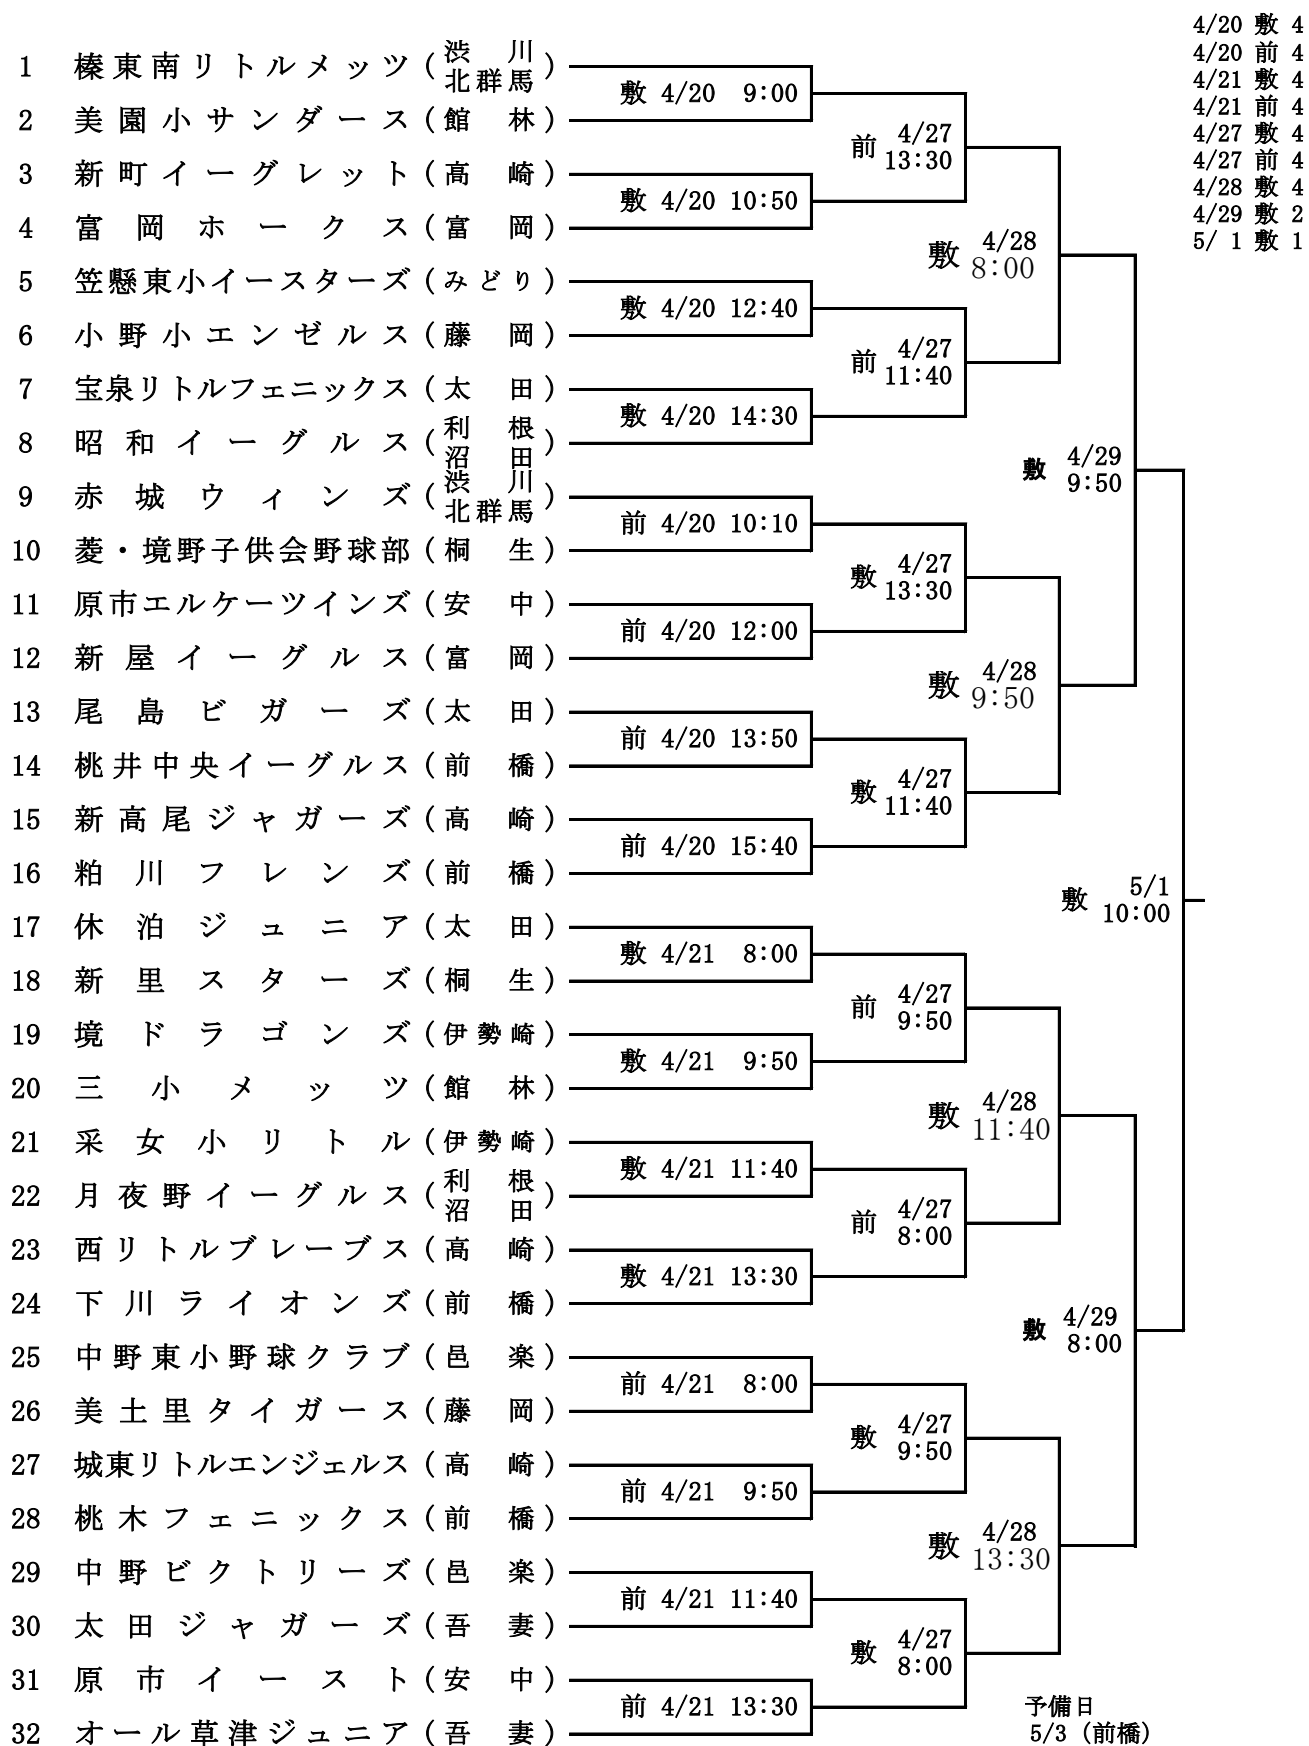 4/20 敷 4
4/20 前 4
4/21 敷 4
4/21 前 4
4/27 敷 4
4/27 前 4
4/28 敷 4
4/29 敷 2
5/ 1 敷 1
1 榛東南リトルメッツ(渋川北群馬)
敷 4/20 9:00
2 美園小サンダース(館林)
前 4/27 13:30
3 新町イーグレット(高崎)
敷 4/20 10:50
4 富岡ホークス(富岡)
敷 4/28 8:00
5 笠懸東小イースターズ(みどり)
敷 4/20 12:40
6 小野小エンゼルス(藤岡)
前 4/27 11:40
7 宝泉リトルフェニックス(太田)
敷 4/20 14:30
8 昭和イーグルス(利根沼田)
敷 4/29 9:50
9 赤城ウィンズ(渋川北群馬)
前 4/20 10:10
10 菱・境野子供会野球部(桐生)
敷 4/27 13:30
11 原市エルケーツインズ(安中)
前 4/20 12:00
12 新屋イーグルス(富岡)
敷 4/28 9:50
13 尾島ビガーズ(太田)
前 4/20 13:50
14 桃井中央イーグルス(前橋)
敷 4/27 11:40
15 新高尾ジャガーズ(高崎)
前 4/20 15:40
16 粕川フレンズ(前橋)
敷 5/1 10:00
17 休泊ジュニア(太田)
敷 4/21 8:00
18 新里スターズ(桐生)
前 4/27 9:50
19 境ドラゴンズ(伊勢崎)
敷 4/21 9:50
20 三小メッツ(館林)
敷 4/28 11:40
21 采女小リトル(伊勢崎)
敷 4/21 11:40
22 月夜野イーグルス(利根沼田)
前 4/27 8:00
23 西リトルブレーブス(高崎)
敷 4/21 13:30
24 下川ライオンズ(前橋)
敷 4/29 8:00
25 中野東小野球クラブ(邑楽)
前 4/21 8:00
26 美土里タイガース(藤岡)
敷 4/27 9:50
27 城東リトルエンジェルス(高崎)
前 4/21 9:50
28 桃木フェニックス(前橋)
敷 4/28 13:30
29 中野ビクトリーズ(邑楽)
前 4/21 11:40
30 太田ジャガーズ(吾妻)
敷 4/27 8:00
31 原市イースト(安中)
前 4/21 13:30
32 オール草津ジュニア(吾妻)
予備日
5/3(前橋)